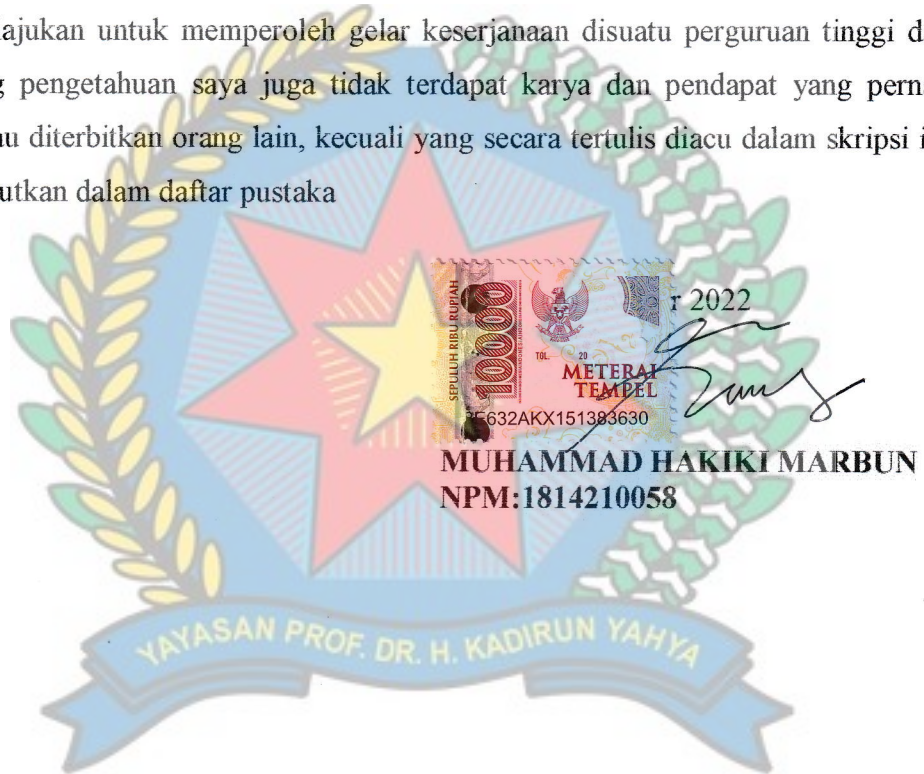 ajukan untuk memperoleh gelar keserjanaan disuatu perguruan tinggi d
pengetahuan saya juga tidak terdapat karya dan pendapat yang pern
u diterbitkan orang lain, kecuali yang secara tertulis diacu dalam skripsi
utkan dalam daftar pustaka
r 2022
SEPULUH RIBU RUPIAH
10000
TGL. 20
METERAI
TEMPEL
632AKX151383630
MUHAMMAD HAKIKI MARBUN
NPM:1814210058
YAYASAN PROF. DR. H. KADIRUN YAHYA